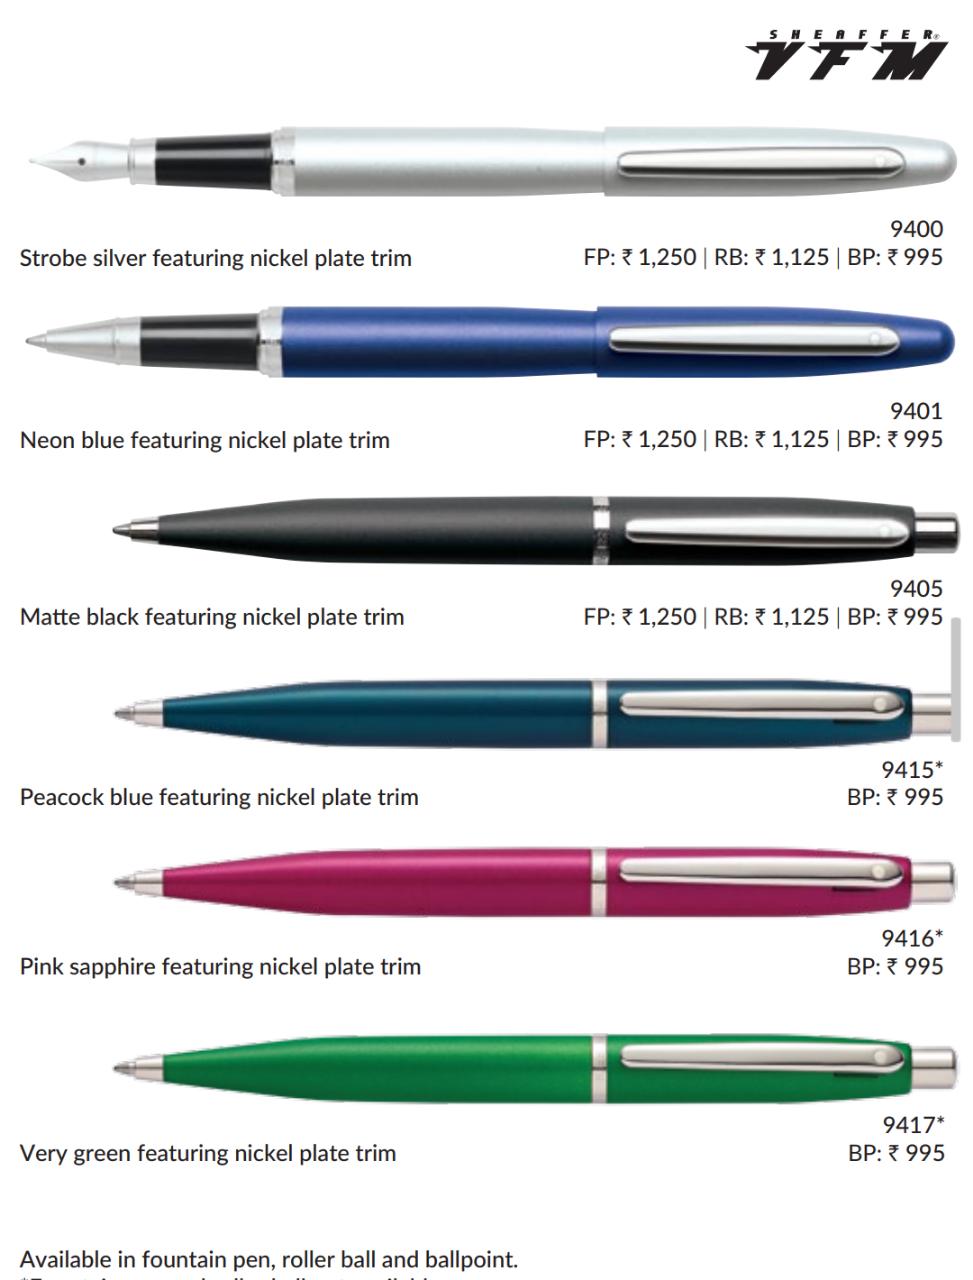 SHEAFFER®
VFM
9400
Strobe silver featuring nickel plate trim FP: ₹ 1,250 | RB: ₹ 1,125 | BP: ₹ 995
9401
Neon blue featuring nickel plate trim FP: ₹ 1,250 | RB: ₹ 1,125 | BP: ₹ 995
9405
Matte black featuring nickel plate trim FP: ₹ 1,250 | RB: ₹ 1,125 | BP: ₹ 995
9415*
Peacock blue featuring nickel plate trim BP: ₹ 995
9416*
Pink sapphire featuring nickel plate trim BP: ₹ 995
9417*
Very green featuring nickel plate trim BP: ₹ 995
Available in fountain pen, roller ball and ballpoint.